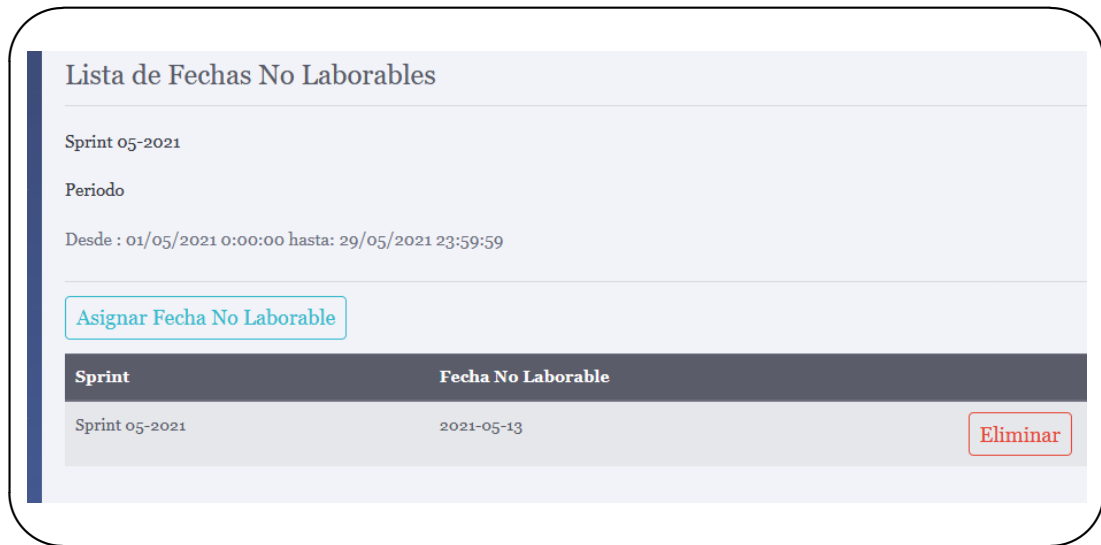 Lista de Fechas No Laborables
Sprint 05-2021
Periodo
Desde : 01/05/2021 0:00:00 hasta: 29/05/2021 23:59:59
Asignar Fecha No Laborable
Sprint Fecha No Laborable
Sprint 05-2021 2021-05-13 Eliminar